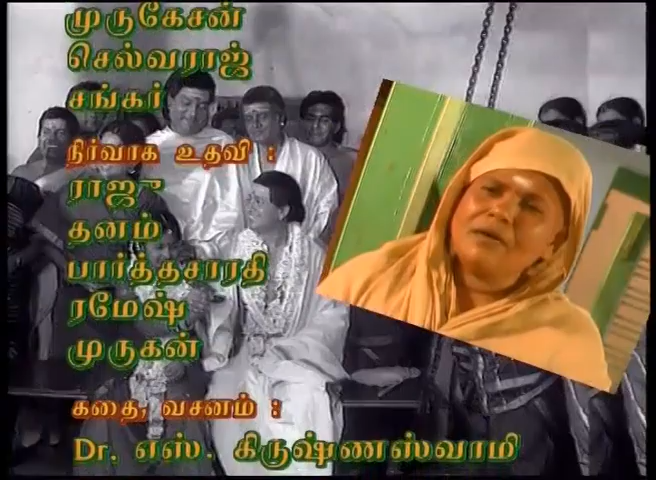 முருகேசன்
செல்வராஜ்
சங்கர்
நிர்வாக உதவி :
ராஜு
தனம்
பார்த்தசாரதி
ரமேஷ்
முருகன்
கதை, வசனம் :
Dr. எஸ். கிருஷ்ணஸ்வாமி